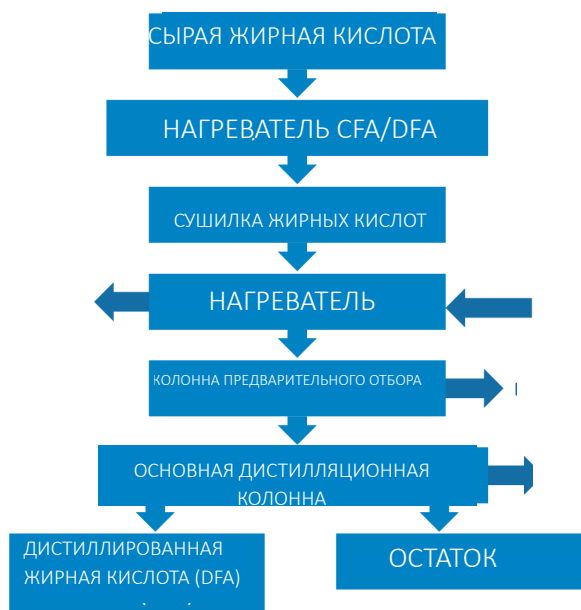 СЫРАЯ ЖИРНАЯ КИСЛОТА
НАГРЕВАТЕЛЬ CFA/DFA
СУШИЛКА ЖИРНЫХ КИСЛОТ
НАГРЕВАТЕЛЬ
КОЛОННА ПРЕДВАРИТЕЛЬНОГО ОТБОРА
ОСНОВНАЯ ДИСТИЛЛЯЦИОННАЯ
КОЛОННА
ДИСТИЛЛИРОВАННАЯ
ЖИРНАЯ КИСЛОТА (DFA)
ОСТАТОК